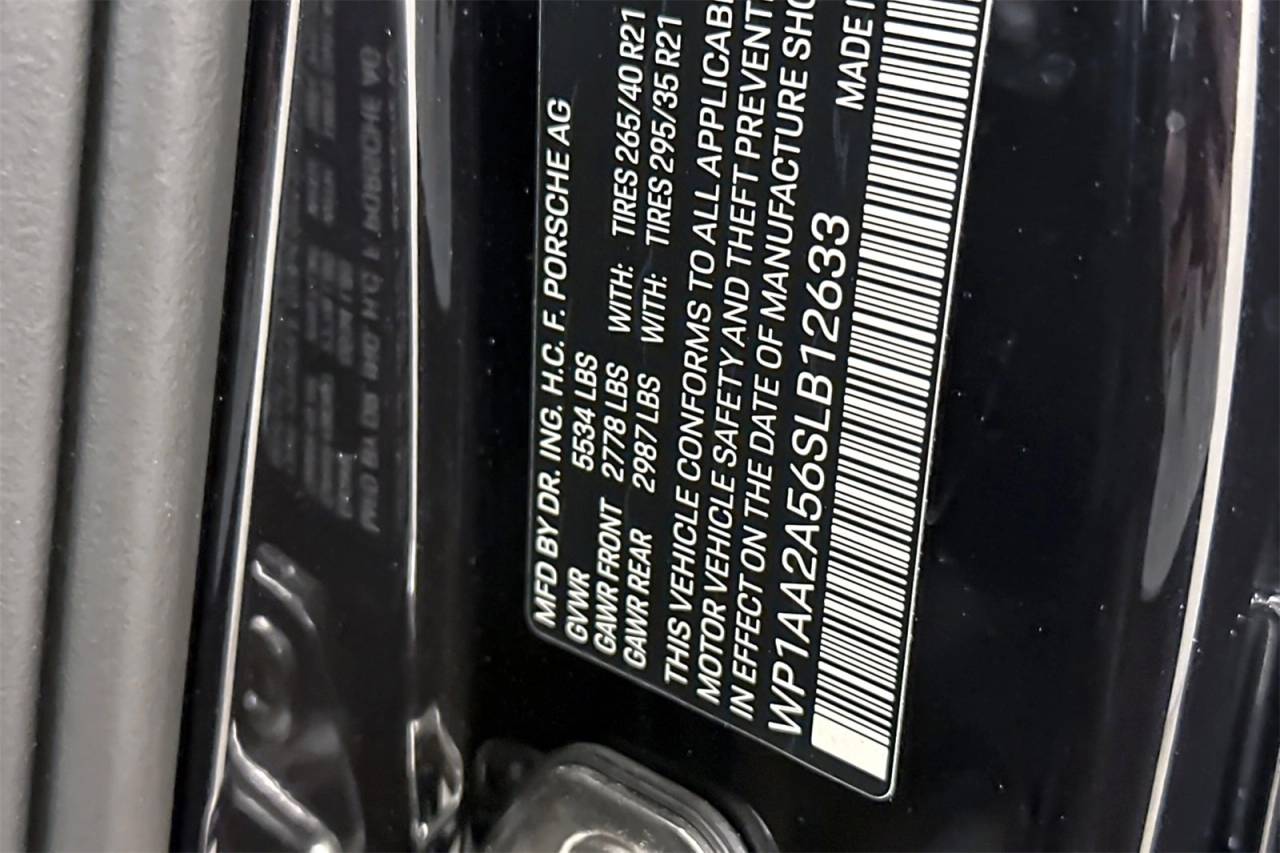 MFD BY DR. ING. H.C. F. PORSCHE AG
GVWR 5534 LBS
GAWR FRONT 2778 LBS WITH: TIRES 265/40 R21
GAWR REAR 2987 LBS WITH: TIRES 295/35 R21
THIS VEHICLE CONFORMS TO ALL APPLICAB
MOTOR VEHICLE SAFETY AND THEFT PREVENTI
IN EFFECT ON THE DATE OF MANUFACTURE SHO
WP1AA2A56SLB12633 MADE I